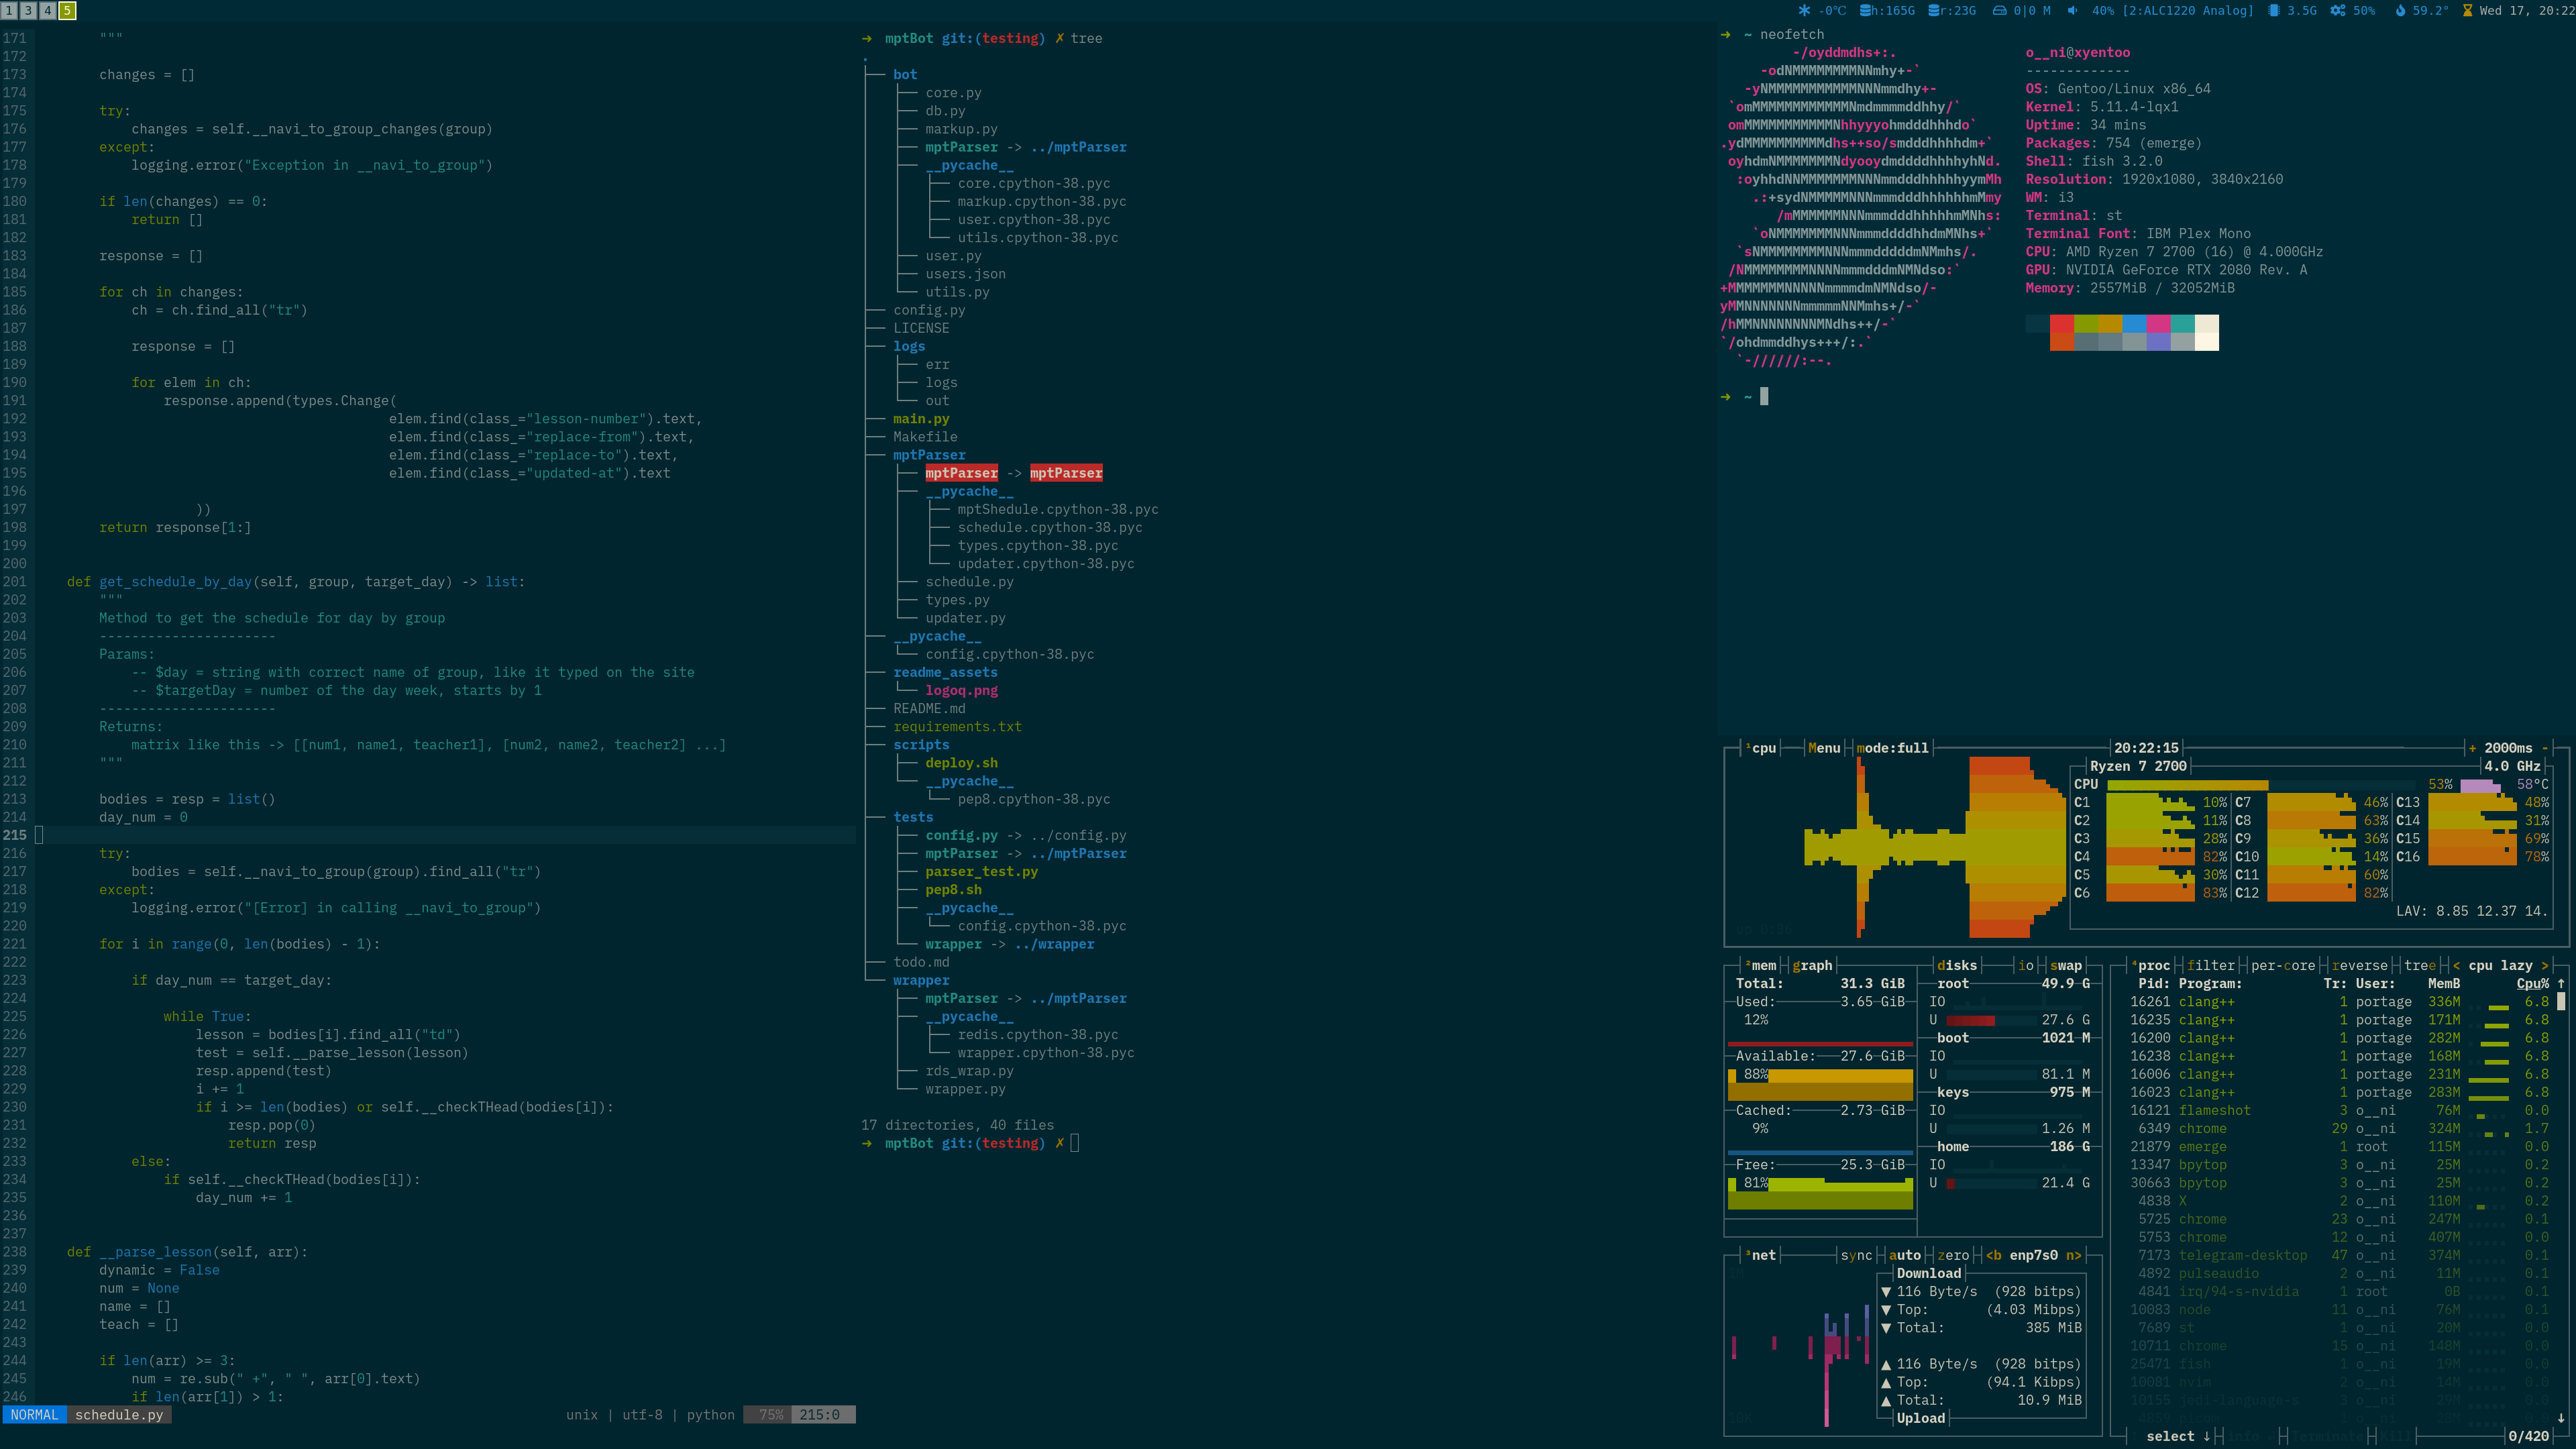 1 3 4 5
-0℃ h:165G r:23G 0|0 M 40% [2:ALC1220 Analog] 3.5G 50% 59.2° Wed 17, 20:22
171 """
172
173 changes = []
174
175 try:
176 changes = self.__navi_to_group_changes(group)
177 except:
178 logging.error("Exception in __navi_to_group")
179
180 if len(changes) == 0:
181 return []
182
183 response = []
184
185 for ch in changes:
186 ch = ch.find_all("tr")
187
188 response = []
189
190 for elem in ch:
191 response.append(types.Change(
192 elem.find(class_="lesson-number").text,
193 elem.find(class_="replace-from").text,
194 elem.find(class_="replace-to").text,
195 elem.find(class_="updated-at").text
196
197 ))
198 return response[1:]
199
200
201 def get_schedule_by_day(self, group, target_day) -> list:
202 """
203 Method to get the schedule for day by group
204 ----------------------
205 Params:
206 -- $day = string with correct name of group, like it typed on the site
207 -- $targetDay = number of the day week, starts by 1
208 ----------------------
209 Returns:
210 matrix like this -> [[num1, name1, teacher1], [num2, name2, teacher2] ...]
211 """
212
213 bodies = resp = list()
214 day_num = 0
215
216 try:
217 bodies = self.__navi_to_group(group).find_all("tr")
218 except:
219 logging.error("[Error] in calling __navi_to_group")
220
221 for i in range(0, len(bodies) - 1):
222
223 if day_num == target_day:
224
225 while True:
226 lesson = bodies[i].find_all("td")
227 test = self.__parse_lesson(lesson)
228 resp.append(test)
229 i += 1
230 if i >= len(bodies) or self.__checkTHead(bodies[i]):
231 resp.pop(0)
232 return resp
233 else:
234 if self.__checkTHead(bodies[i]):
235 day_num += 1
236
237
238 def __parse_lesson(self, arr):
239 dynamic = False
240 num = None
241 name = []
242 teach = []
243
244 if len(arr) >= 3:
245 num = re.sub(" +", " ", arr[0].text)
246 if len(arr[1]) > 1:
NORMAL schedule.py unix | utf-8 | python 75% 215:0
➜ mptBot git:(testing) ✗ tree
.
├── bot
│ ├── core.py
│ ├── db.py
│ ├── markup.py
│ ├── mptParser -> ../mptParser
│ ├── __pycache__
│ │ ├── core.cpython-38.pyc
│ │ ├── markup.cpython-38.pyc
│ │ ├── user.cpython-38.pyc
│ │ └── utils.cpython-38.pyc
│ ├── user.py
│ ├── users.json
│ └── utils.py
├── config.py
├── LICENSE
├── logs
│ ├── err
│ ├── logs
│ └── out
├── main.py
├── Makefile
├── mptParser
│ ├── mptParser -> mptParser
│ ├── __pycache__
│ │ ├── mptShedule.cpython-38.pyc
│ │ ├── schedule.cpython-38.pyc
│ │ ├── types.cpython-38.pyc
│ │ └── updater.cpython-38.pyc
│ ├── schedule.py
│ ├── types.py
│ └── updater.py
├── __pycache__
│ └── config.cpython-38.pyc
├── readme_assets
│ └── logoq.png
├── README.md
├── requirements.txt
├── scripts
│ ├── deploy.sh
│ └── __pycache__
│ └── pep8.cpython-38.pyc
├── tests
│ ├── config.py -> ../config.py
│ ├── mptParser -> ../mptParser
│ ├── parser_test.py
│ ├── pep8.sh
│ ├── __pycache__
│ │ └── config.cpython-38.pyc
│ └── wrapper -> ../wrapper
├── todo.md
└── wrapper
├── mptParser -> ../mptParser
├── __pycache__
│ ├── redis.cpython-38.pyc
│ └── wrapper.cpython-38.pyc
├── rds_wrap.py
└── wrapper.py
17 directories, 40 files
➜ mptBot git:(testing) ✗
➜ ~ neofetch
o__ni@xyentoo
-------------
OS: Gentoo/Linux x86_64
Kernel: 5.11.4-lqx1
Uptime: 34 mins
Packages: 754 (emerge)
Shell: fish 3.2.0
Resolution: 1920x1080, 3840x2160
WM: i3
Terminal: st
Terminal Font: IBM Plex Mono
CPU: AMD Ryzen 7 2700 (16) @ 4.000GHz
GPU: NVIDIA GeForce RTX 2080 Rev. A
Memory: 2557MiB / 32052MiB
➜ ~
¹cpu Menu mode:full 20:22:15 + 2000ms -
Ryzen 7 2700 4.0 GHz
CPU 53% 58°C
C1 10% C7 46% C13 48%
C2 11% C8 63% C14 31%
C3 28% C9 36% C15 69%
C4 82% C10 14% C16 78%
C5 30% C11 60%
C6 83% C12 82%
LAV: 8.85 12.37 14.
up 0:36
²mem graph disks io swap
Total: 31.3 GiB root 49.9 G
Used: 3.65 GiB IO
12% U 27.6 G
boot 1021 M
Available: 27.6 GiB IO
88% U 81.1 M
keys 975 M
Cached: 2.73 GiB IO
9% U 1.26 M
home 186 G
Free: 25.3 GiB IO
81% U 21.4 G
³net sync auto zero <b enp7s0 n>
Download
▼ 116 Byte/s (928 bitps)
▼ Top: (4.03 Mibps)
▼ Total: 385 MiB
▲ 116 Byte/s (928 bitps)
▲ Top: (94.1 Kibps)
▲ Total: 10.9 MiB
Upload
⁴proc filter per-core reverse tree < cpu lazy >
Pid: Program: Tr: User: MemB Cpu% ↑
16261 clang++ 1 portage 336M 6.8
16235 clang++ 1 portage 171M 6.8
16200 clang++ 1 portage 282M 6.8
16238 clang++ 1 portage 168M 6.8
16006 clang++ 1 portage 231M 6.8
16023 clang++ 1 portage 283M 6.8
16121 flameshot 3 o__ni 76M 0.0
6349 chrome 29 o__ni 324M 1.7
21879 emerge 1 root 115M 0.0
13347 bpytop 3 o__ni 25M 0.2
30663 bpytop 3 o__ni 25M 0.2
4838 X 2 o__ni 110M 0.2
5725 chrome 23 o__ni 247M 0.1
5753 chrome 12 o__ni 407M 0.0
7173 telegram-desktop 47 o__ni 374M 0.1
4892 pulseaudio 2 o__ni 11M 0.1
4841 irq/94-s-nvidia 1 root 0B 0.1
10083 node 11 o__ni 76M 0.1
7689 st 1 o__ni 20M 0.0
10711 chrome 15 o__ni 148M 0.0
25471 fish 1 o__ni 19M 0.0
10081 nvim 2 o__ni 14M 0.0
10155 jedi-language-s 3 o__ni 29M 0.0
select ↓ 0/420